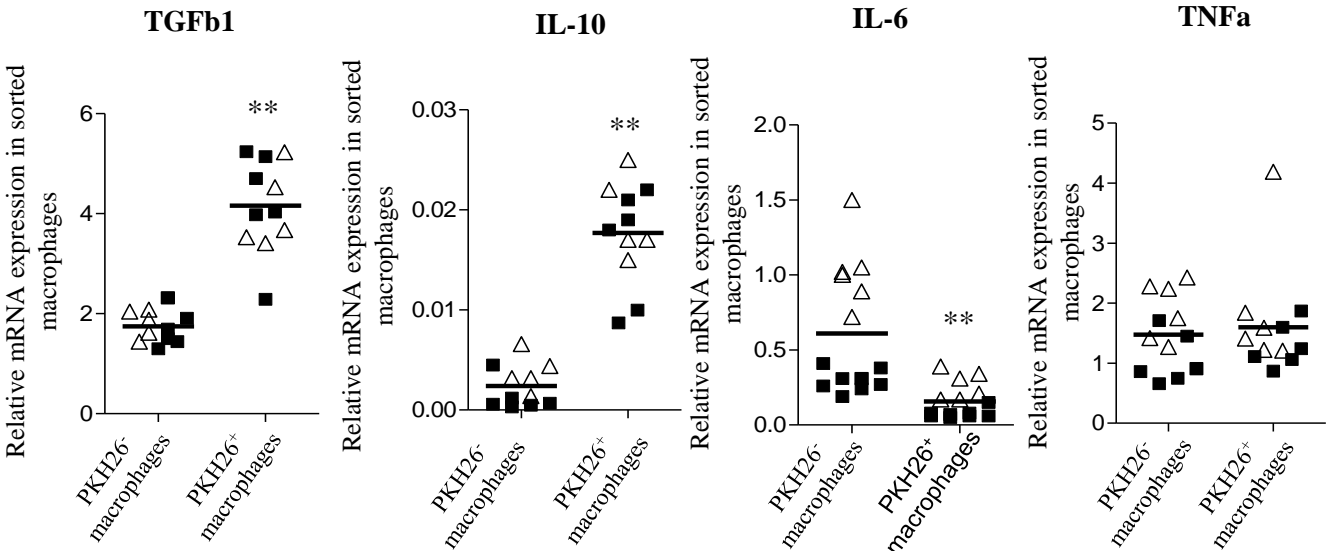 TGFb1
Relative mRNA expression in sorted
macrophages
6
4
2
0
**
PKH26-
macrophages
PKH26+
macrophages
IL-10
Relative mRNA expression in sorted
macrophages
0.03
0.02
0.01
0.00
**
PKH26-
macrophages
PKH26+
macrophages
IL-6
Relative mRNA expression in sorted
macrophages
2.0
1.5
1.0
0.5
0.0
**
PKH26-
macrophages
PKH26+
macrophages
TNFa
Relative mRNA expression in sorted
macrophages
5
4
3
2
1
0
PKH26-
macrophages
PKH26+
macrophages